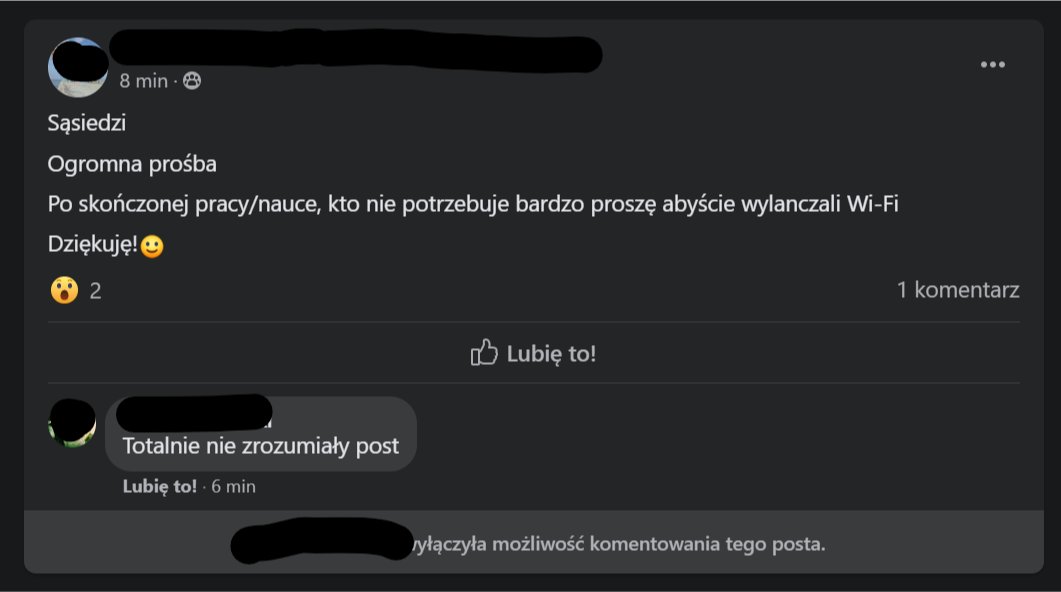 8 min ·
Sąsiedzi
Ogromna prośba
Po skończonej pracy/nauce, kto nie potrzebuje bardzo proszę abyście wylanczali Wi-Fi
Dziękuję!🙂
2
1 komentarz
Lubię to!
Totalnie nie zrozumiały post
Lubię to! · 6 min
yłączyła możliwość komentowania tego posta.